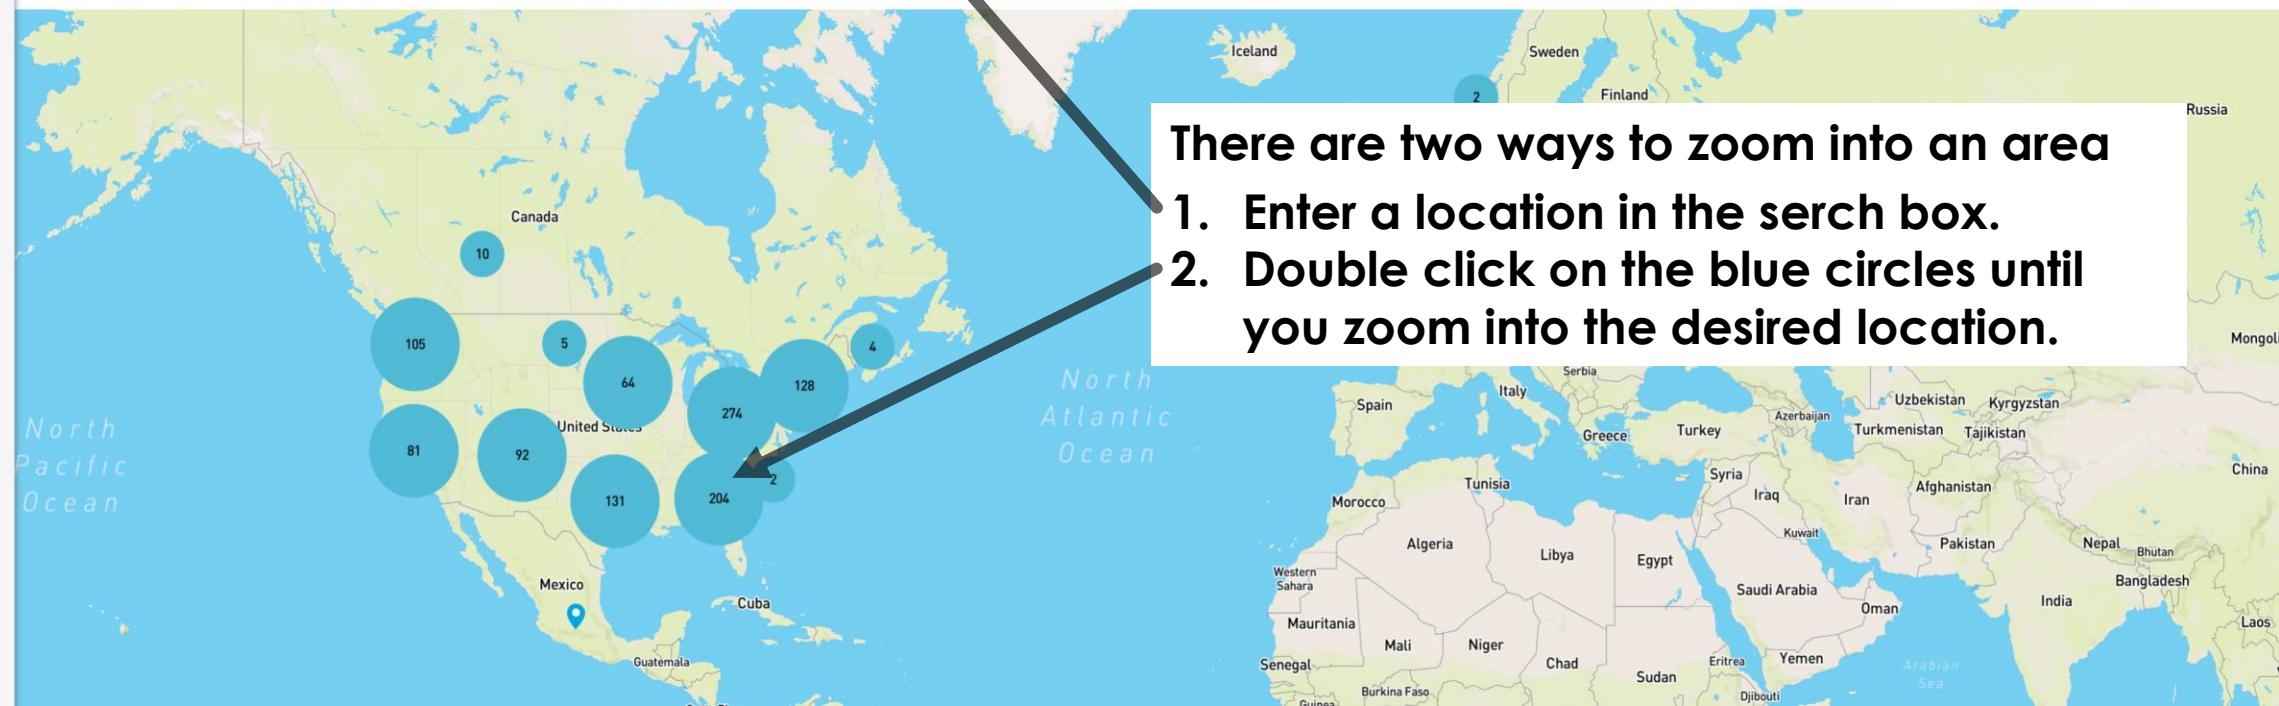 Iceland
Sweden
Finland
Russia
2
There are two ways to zoom into an area
1. Enter a location in the serch box.
2. Double click on the blue circles until
you zoom into the desired location.
Canada
10
105
5
64
4
128
274
United States
81
92
131
204
2
North
Pacific
Ocean
North
Atlantic
Ocean
Mexico
Cuba
Guatemala
Serbia
Italy
Spain
Greece
Turkey
Azerbaijan
Uzbekistan
Kyrgyzstan
Turkmenistan
Tajikistan
Mongoli
China
Syria
Tunisia
Morocco
Iraq
Iran
Afghanistan
Kuwait
Pakistan
Nepal
Bhutan
Bangladesh
Algeria
Libya
Egypt
Western
Sahara
Saudi Arabia
Oman
India
Laos
Mauritania
Mali
Niger
Chad
Sudan
Eritrea
Yemen
Arabian
Sea
Senegal
Burkina Faso
Guinea
Djibouti